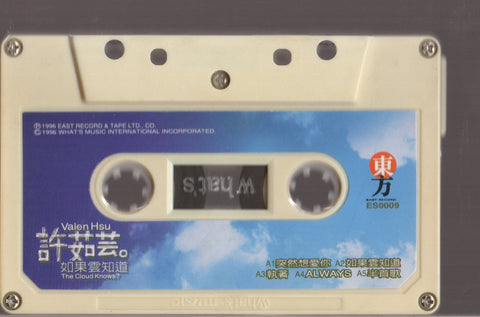 ℗1996 EAST RECORD & TAPE LTD., CO.
©1996 WHAT'S MUSIC INTERNATIONAL INCORPORATED
what's
東方
EAST RECORD
ES0009
Valen Hsu
許茹芸。
如果雲知道
The Cloud Knows?
A1.突然想愛你 A2.如果雲知道
A3.執著 A4.ALWAYS A5.半首歌
What's music